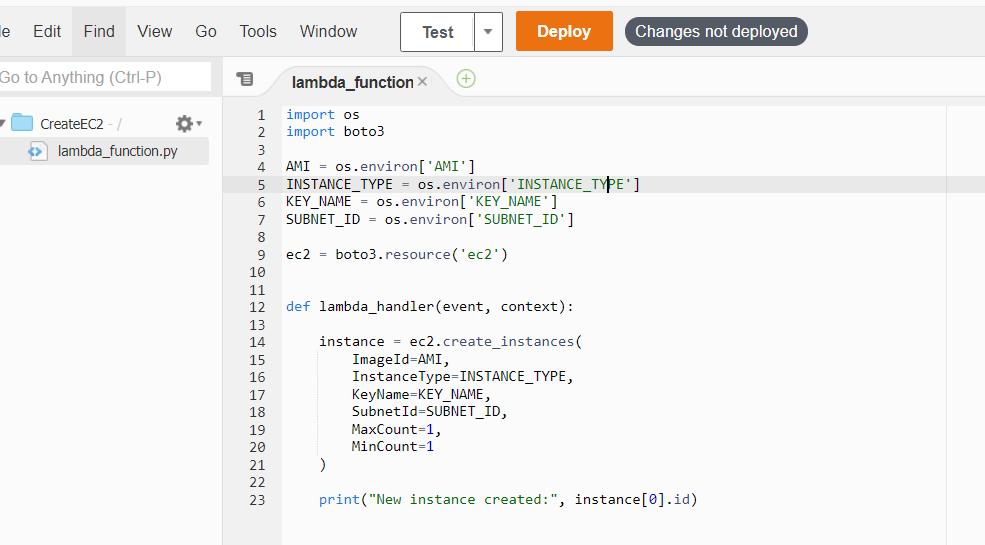 Edit Find View Go Tools Window Test Deploy Changes not deployed
Go to Anything (Ctrl-P)
lambda_function
CreateEC2 - /
lambda_function.py
1 import os
2 import boto3
3
4 AMI = os.environ['AMI']
5 INSTANCE_TYPE = os.environ['INSTANCE_TYPE']
6 KEY_NAME = os.environ['KEY_NAME']
7 SUBNET_ID = os.environ['SUBNET_ID']
8
9 ec2 = boto3.resource('ec2')
10
11
12 def lambda_handler(event, context):
13
14     instance = ec2.create_instances(
15         ImageId=AMI,
16         InstanceType=INSTANCE_TYPE,
17         KeyName=KEY_NAME,
18         SubnetId=SUBNET_ID,
19         MaxCount=1,
20         MinCount=1
21     )
22
23     print("New instance created:", instance[0].id)